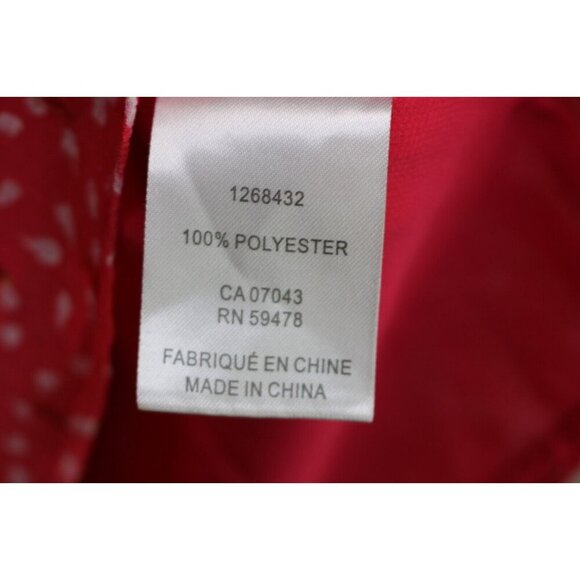 1268432
100% POLYESTER
CA 07043
RN 59478
FABRIQUÉ EN CHINE
MADE IN CHINA